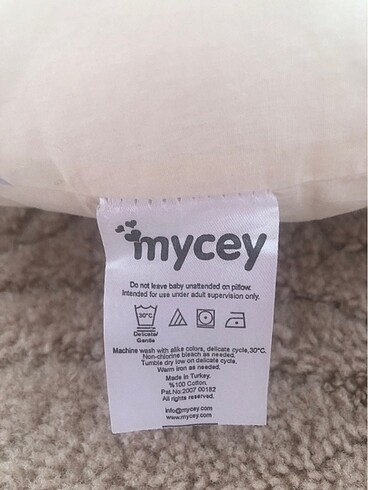 mycey
Do not leave baby unattended on pillow.
Intended for use under adult supervision only.
30°C
Delicate/
Gentle
Machine wash with alike colors, delicate cycle,30°C.
Non-chlorine bleach as needed.
Tumble dry low on delicate cycle.
Warm iron as needed.
Made in Turkey.
%100 Cotton.
Pat.No:2007 00182
All rights reserved.
info@mycey.com
www.mycey.com